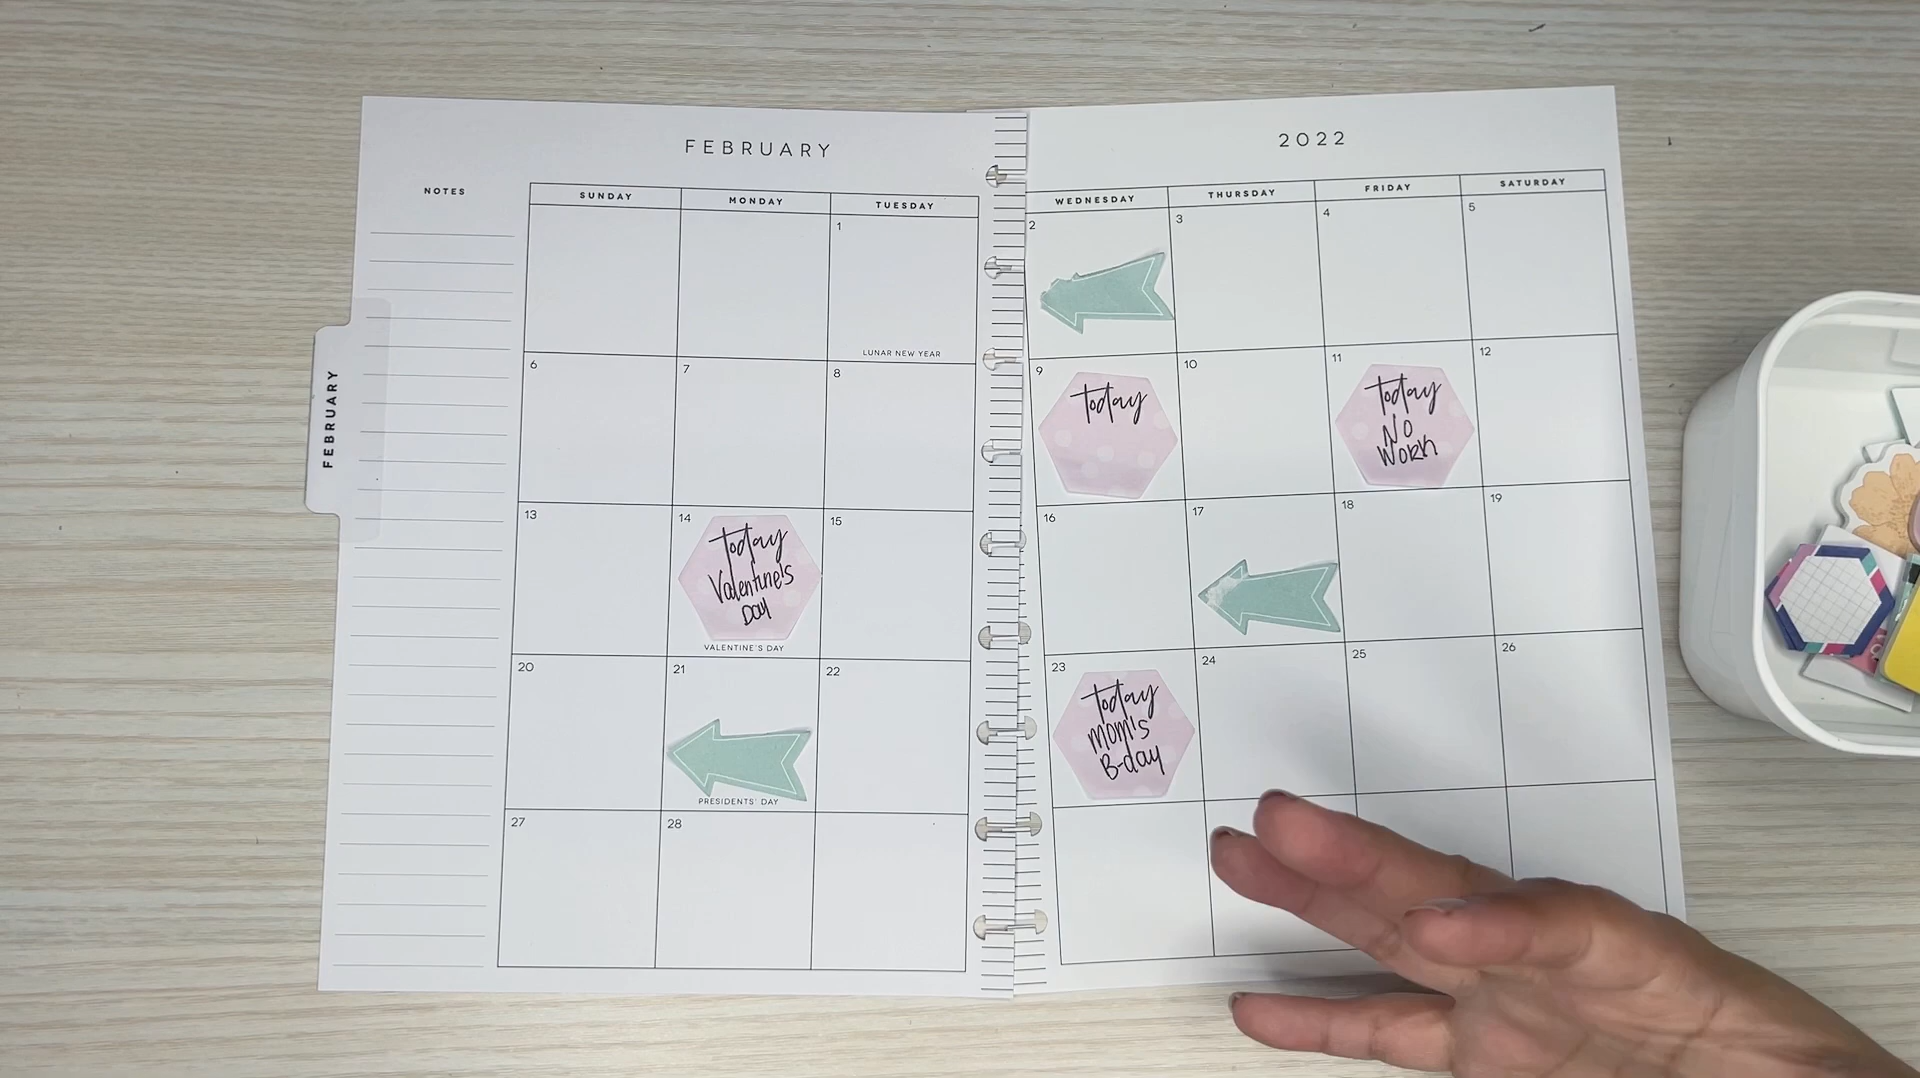 FEBRUARY
2022
NOTES
SUNDAY
MONDAY
TUESDAY
WEDNESDAY
THURSDAY
FRIDAY
SATURDAY
1
LUNAR NEW YEAR
2
3
4
5
6
7
8
9
Today
10
11
Today
No
Work
12
13
14
Today
Valentine's
Day
VALENTINE'S DAY
15
16
17
18
19
20
21
PRESIDENTS' DAY
22
23
Today
mom's
B-day
24
25
26
27
28
FEBRUARY